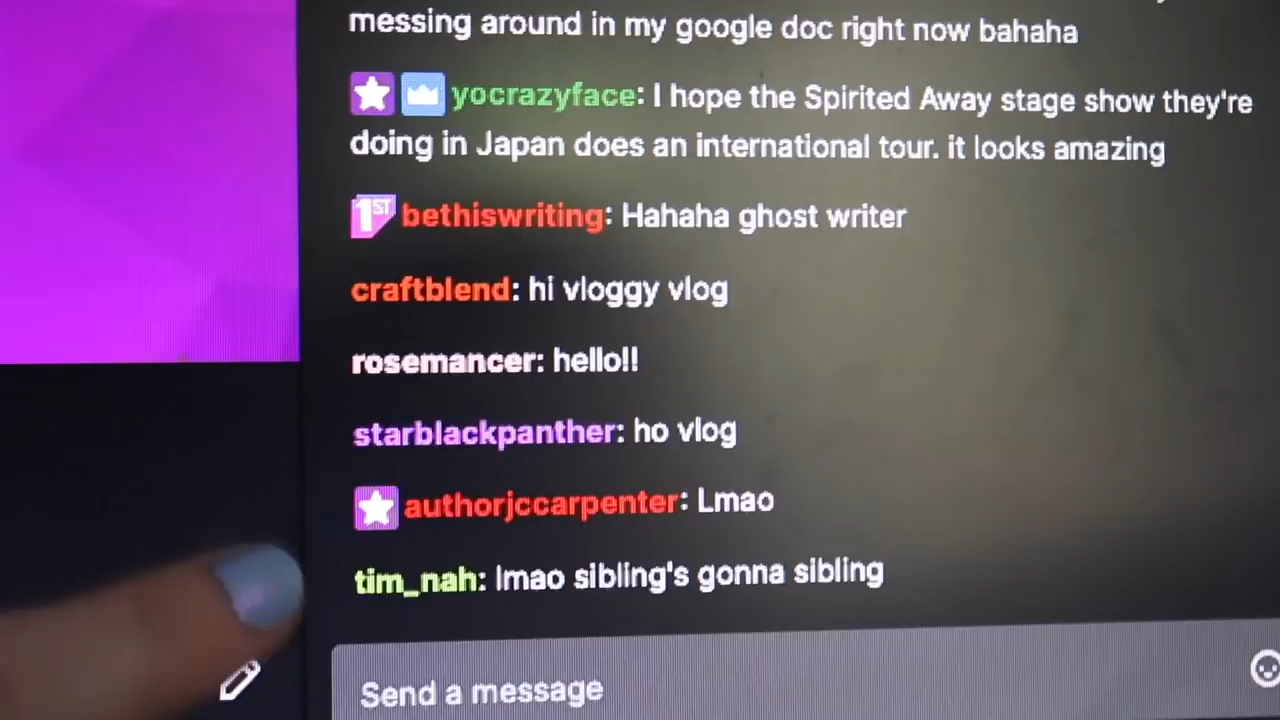 messing around in my google doc right now bahaha
yocrazyface: I hope the Spirited Away stage show they're
doing in Japan does an international tour. it looks amazing
1ST bethiswriting: Hahaha ghost writer
craftblend: hi vloggy vlog
rosemancer: hello!!
starblackpanther: ho vlog
authorjccarpenter: Lmao
tim_nah: lmao sibling's gonna sibling
Send a message